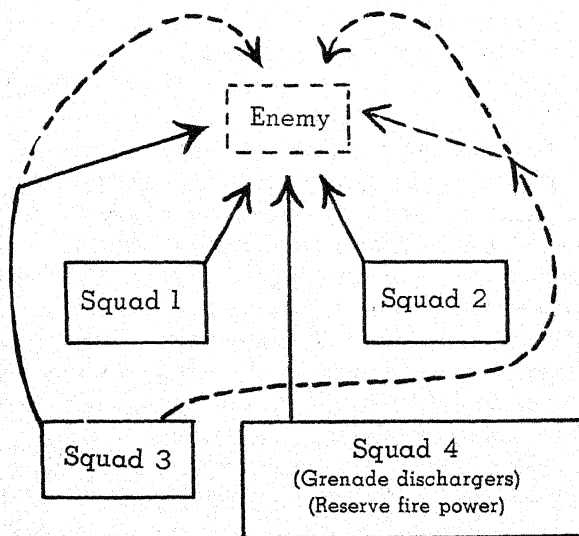 Enemy
Squad 1
Squad 2
Squad 3
Squad 4
(Grenade dischargers)
(Reserve fire power)